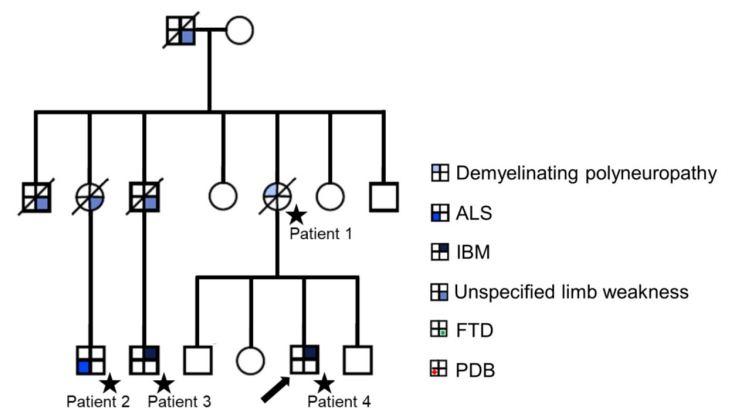 Demyelinating polyneuropathy
ALS
IBM
Unspecified limb weakness
FTD
PDB
Patient 1
Patient 2
Patient 3
Patient 4